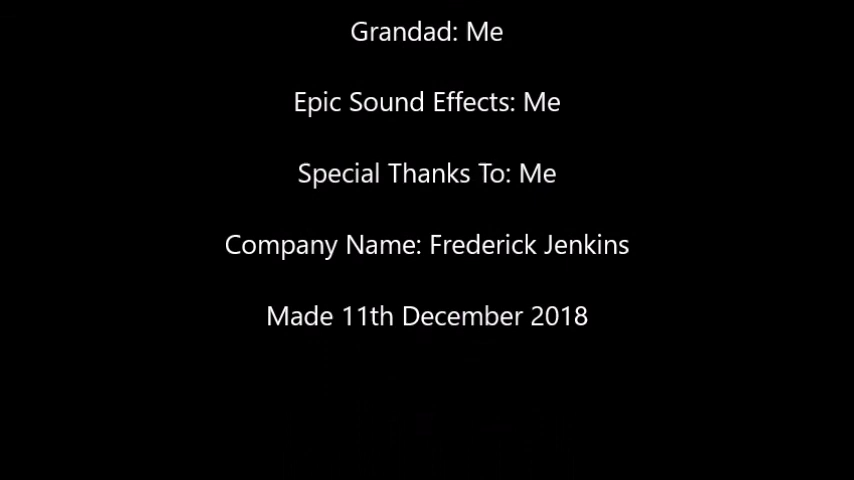 Grandad: Me
Epic Sound Effects: Me
Special Thanks To: Me
Company Name: Frederick Jenkins
Made 11th December 2018